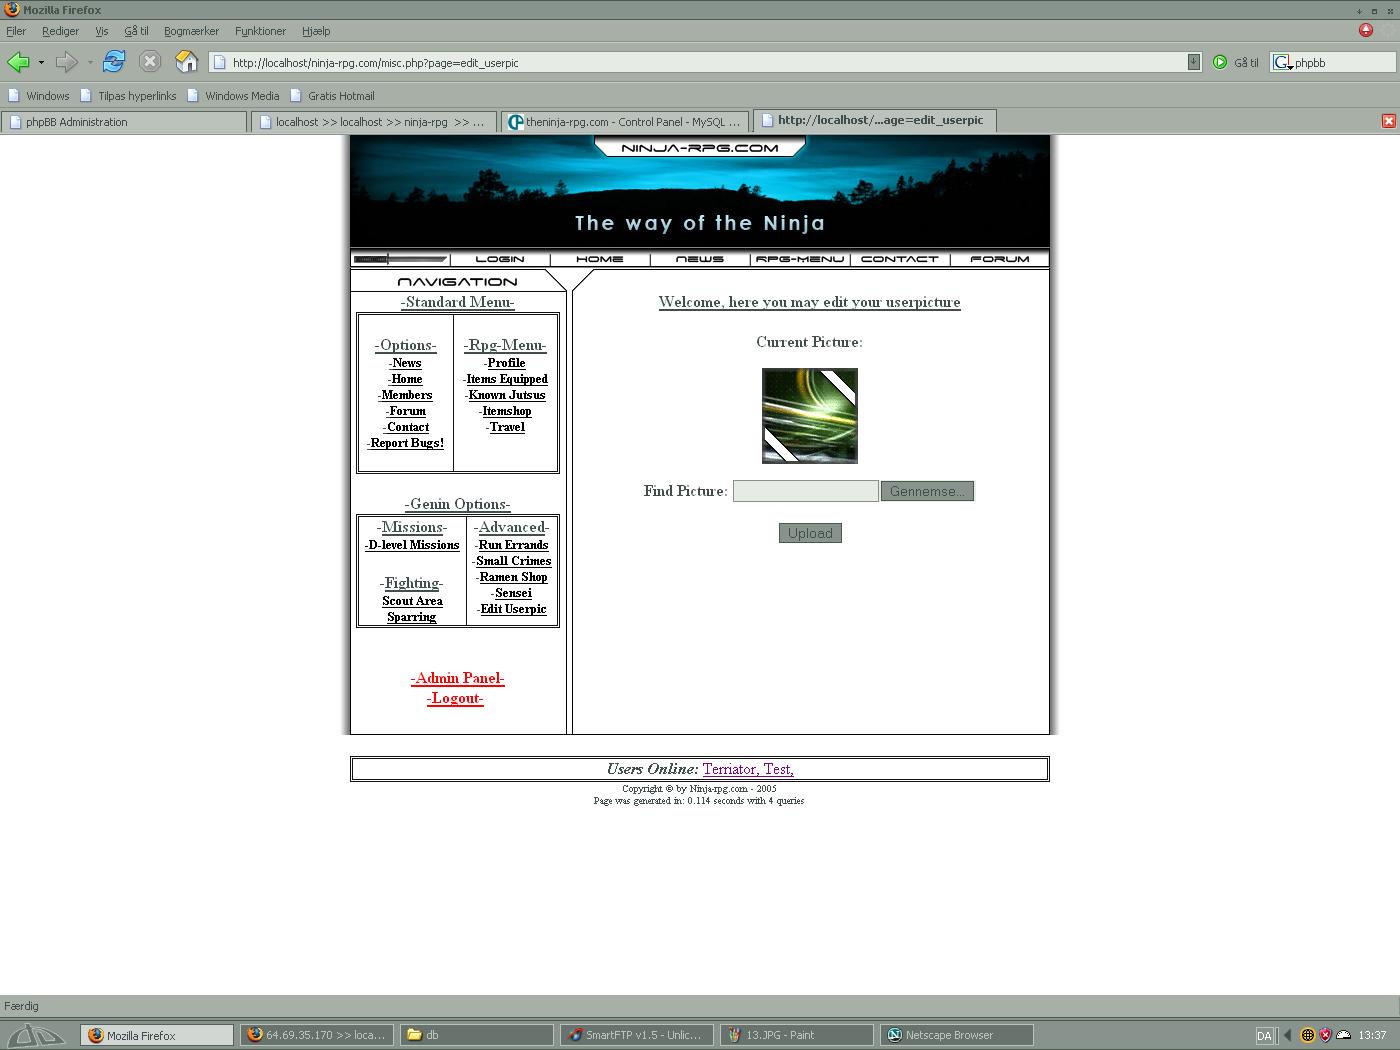 Mozilla Firefox
Filer Rediger Vis Gå til Bogmærker Funktioner Hjælp
http://localhost/ninja-rpg.com/misc.php?page=edit_userpic Gå til phpbb
Windows Tilpas hyperlinks Windows Media Gratis Hotmail
phpBB Administration localhost >> localhost >> ninja-rpg >> ... theninja-rpg.com - Control Panel - MySQL ... http://localhost/...age=edit_userpic
NINJA-RPG.COM
The way of the Ninja
LOGIN HOME NEWS RPG-MENU CONTACT FORUM
NAVIGATION
-Standard Menu-
-Options-
-News
-Home
-Members
-Forum
-Contact
-Report Bugs!
-Rpg-Menu-
-Profile
-Items Equipped
-Known Jutsus
-Itemshop
-Travel
-Genin Options-
-Missions-
-D-level Missions
-Fighting-
Scout Area
Sparring
-Advanced-
-Run Errands
-Small Crimes
-Ramen Shop
-Sensei
-Edit Userpic
-Admin Panel-
-Logout-
Welcome, here you may edit your userpicture
Current Picture:
Find Picture: Gennemse...
Upload
Users Online: Terriator, Test,
Copyright © by Ninja-rpg.com - 2005
Page was generated in: 0.114 seconds with 4 queries
Færdig
Mozilla Firefox 64.69.35.170 >> loca... db SmartFTP v1.5 - Unlic... 13.JPG - Paint Netscape Browser DA 13:37